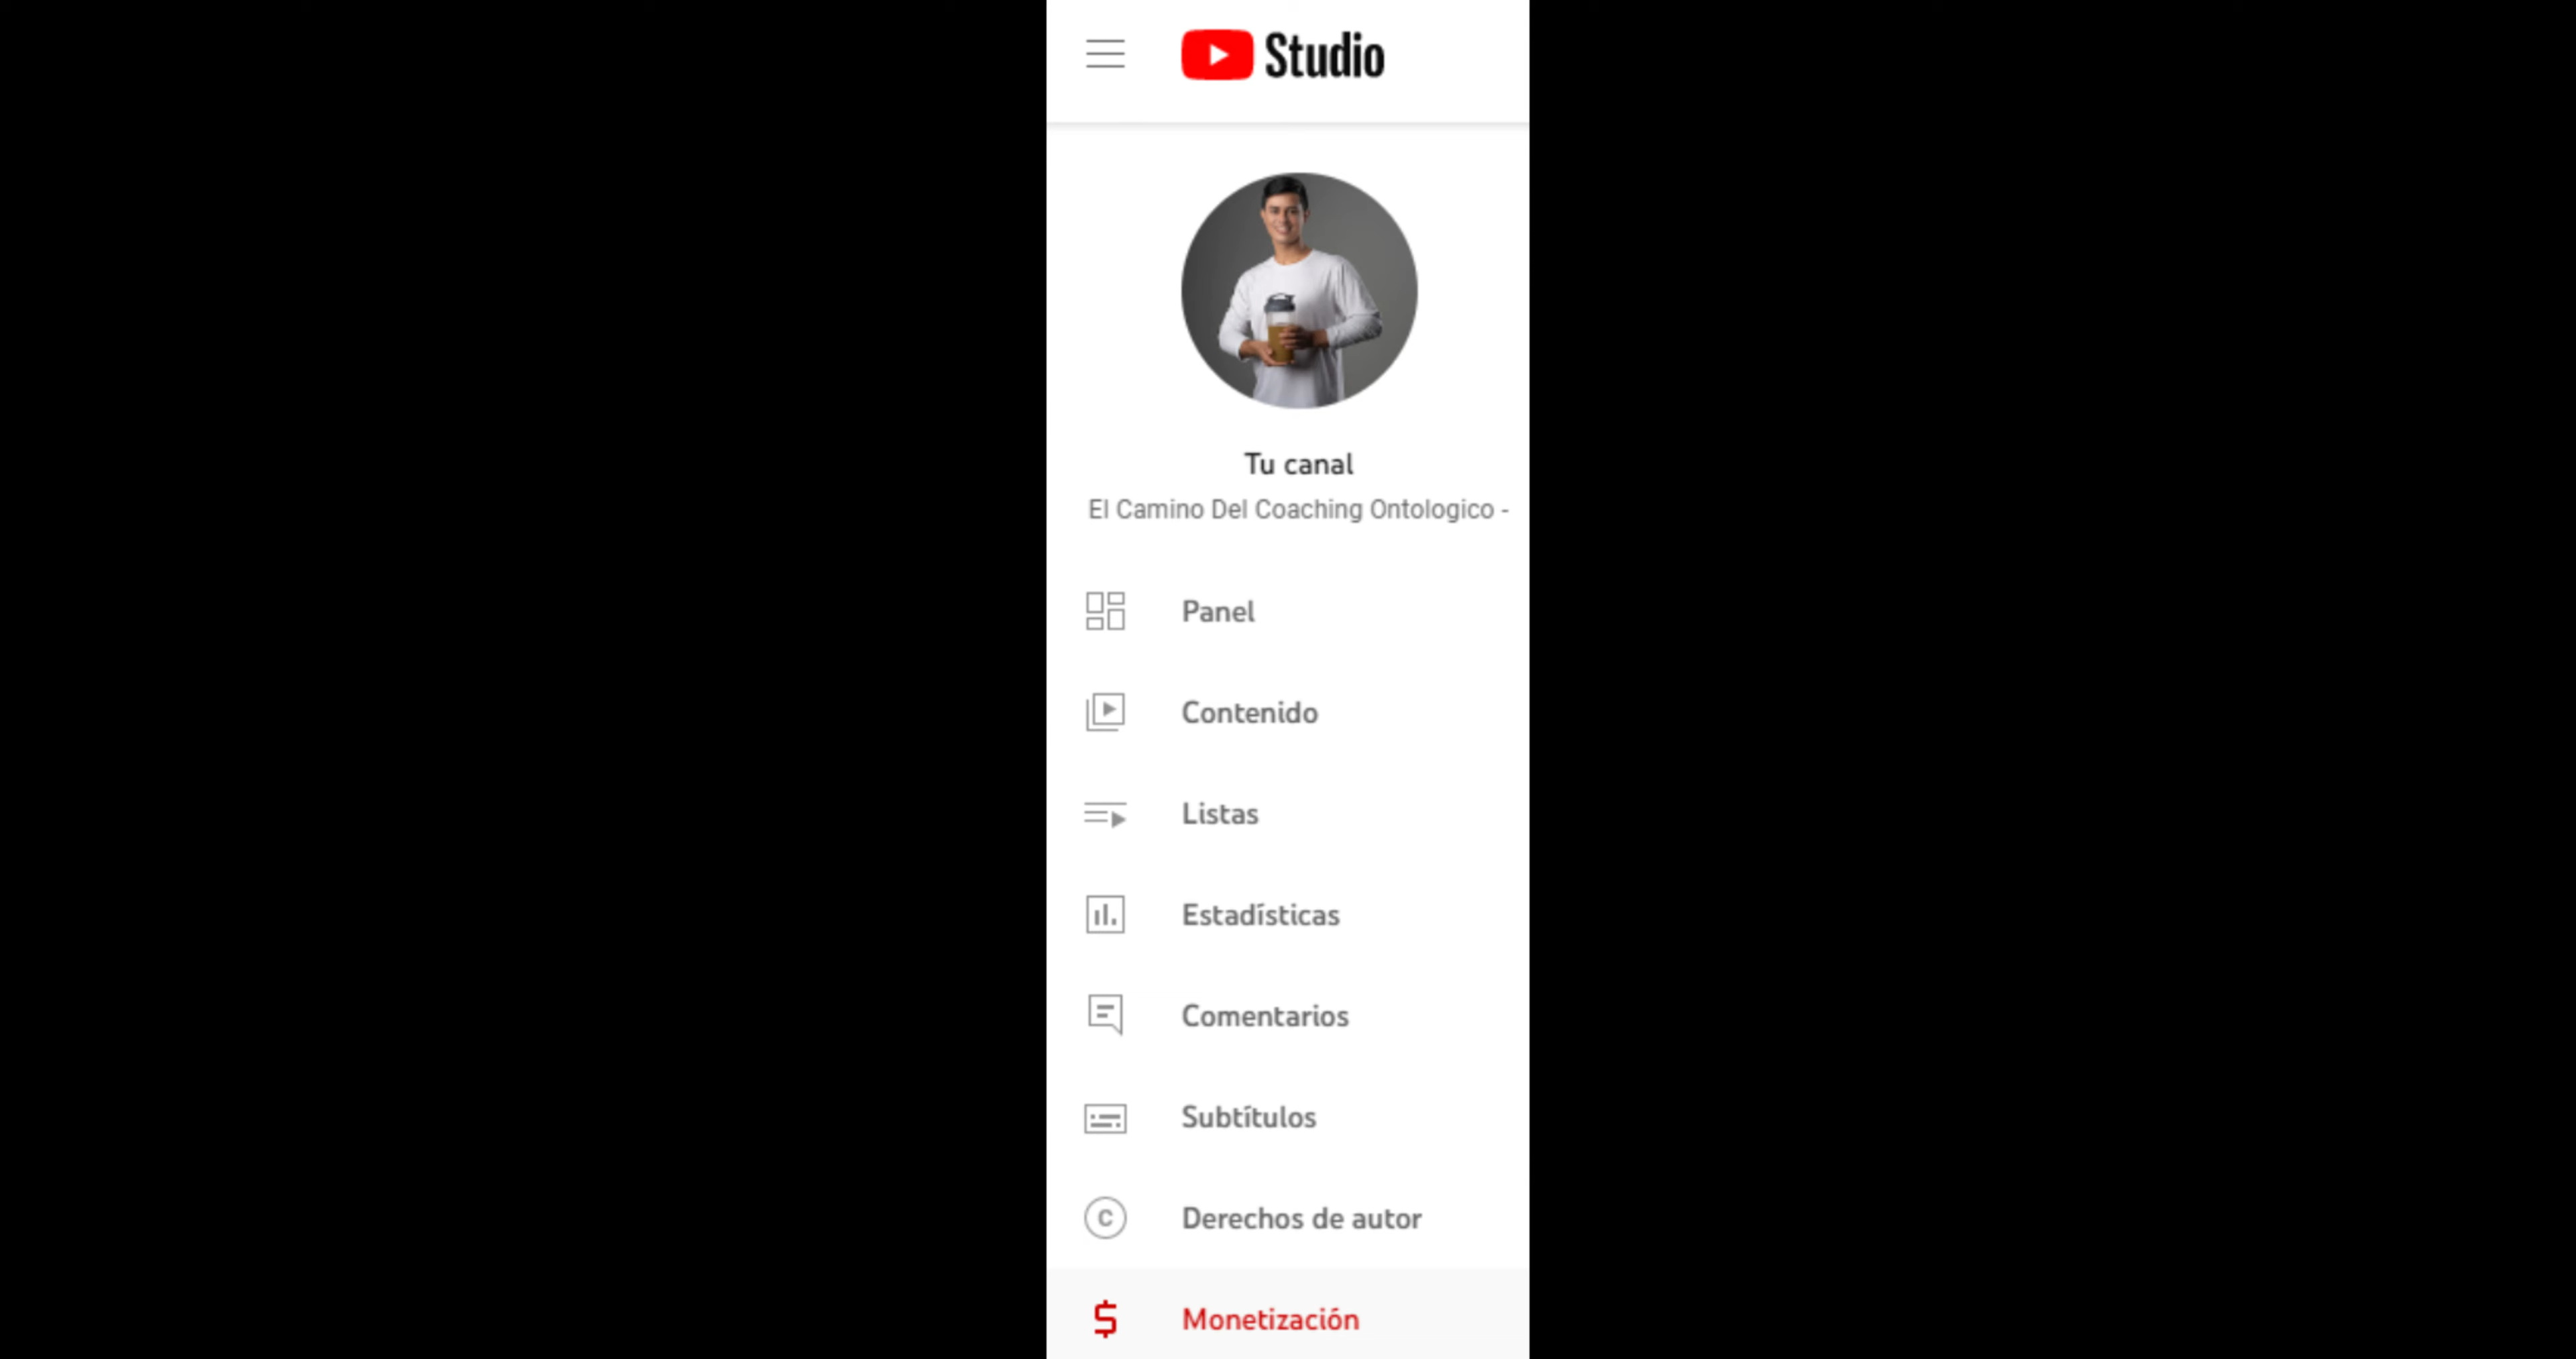 Studio
Tu canal
El Camino Del Coaching Ontologico -
Panel
Contenido
Listas
Estadísticas
Comentarios
Subtítulos
Derechos de autor
Monetización